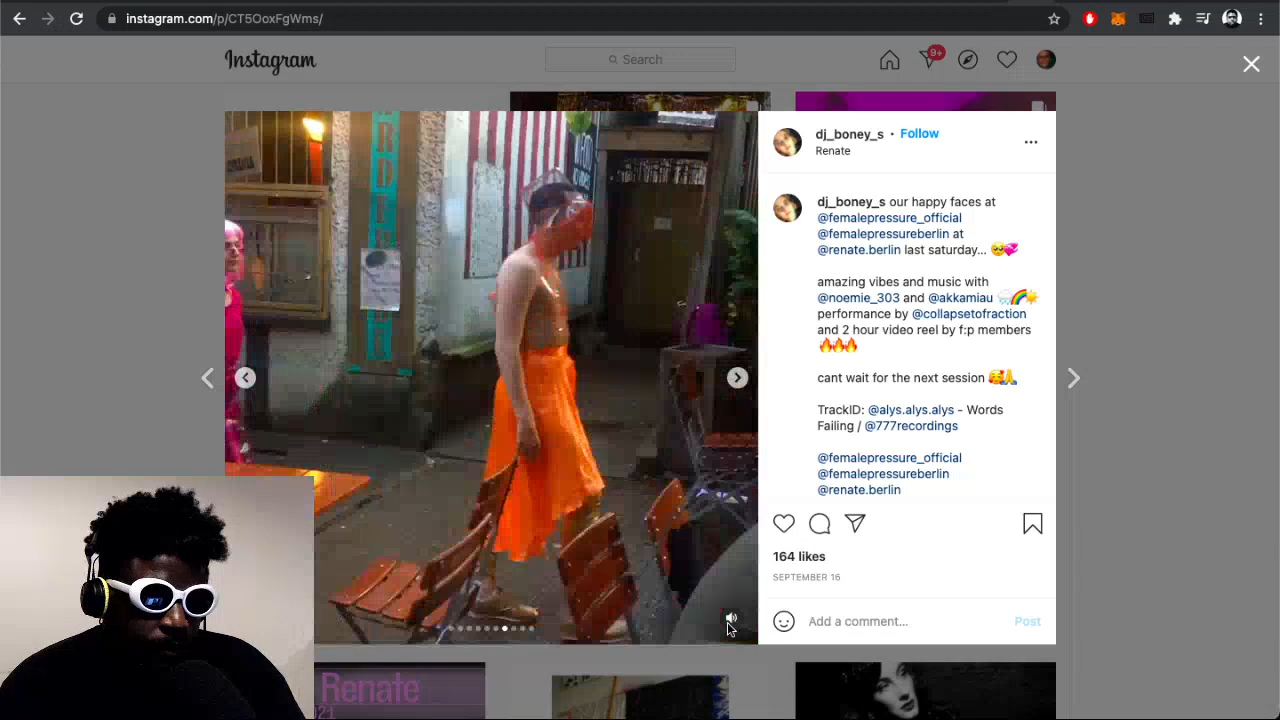 instagram.com/p/CT5OoxFgWms/
Instagram
Search
9+
dj_boney_s • Follow
Renate
dj_boney_s our happy faces at
@femalepressure_official
@femalepressureberlin at
@renate.berlin last saturday... 🥺💞
amazing vibes and music with
@noemie_303 and @akkamiau 🌧🌈☀️
performance by @collapsetofraction
and 2 hour video reel by f:p members
🔥🔥🔥
cant wait for the next session 🥰🙏
TrackID: @alys.alys.alys - Words
Failing / @777recordings
@femalepressure_official
@femalepressureberlin
@renate.berlin
164 likes
SEPTEMBER 16
Add a comment... Post
Renate